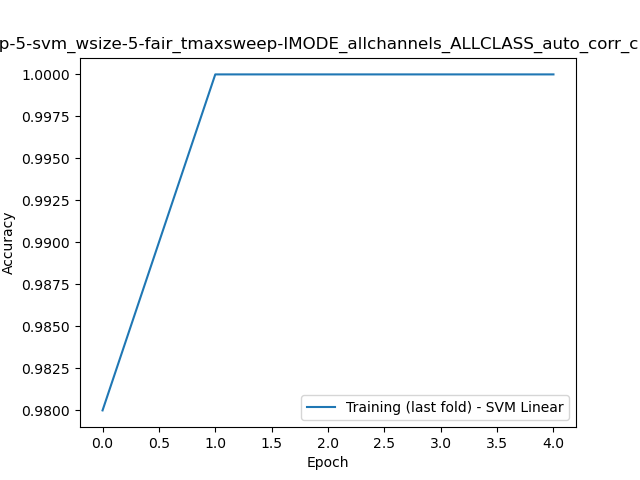 p-5-svm_wsize-5-fair_tmaxsweep-IMODE_allchannels_ALLCLASS_auto_corr_c
1.0000
0.9975
0.9950
0.9925
0.9900
0.9875
0.9850
0.9825
0.9800
Accuracy
Training (last fold) - SVM Linear
0.0 0.5 1.0 1.5 2.0 2.5 3.0 3.5 4.0
Epoch